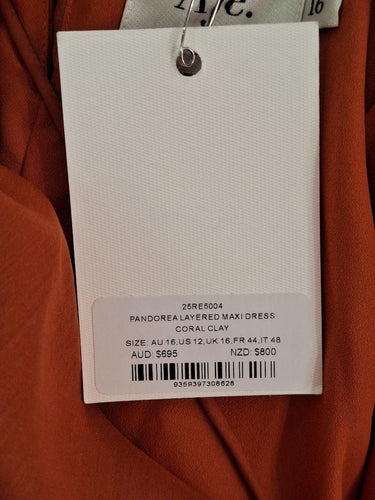 Aje.
16
25RE5004
PANDOREA LAYERED MAXI DRESS
CORAL CLAY
SIZE: AU 16,US 12,UK 16,FR 44,IT 48
AUD: $695 NZD: $800
9359397308628